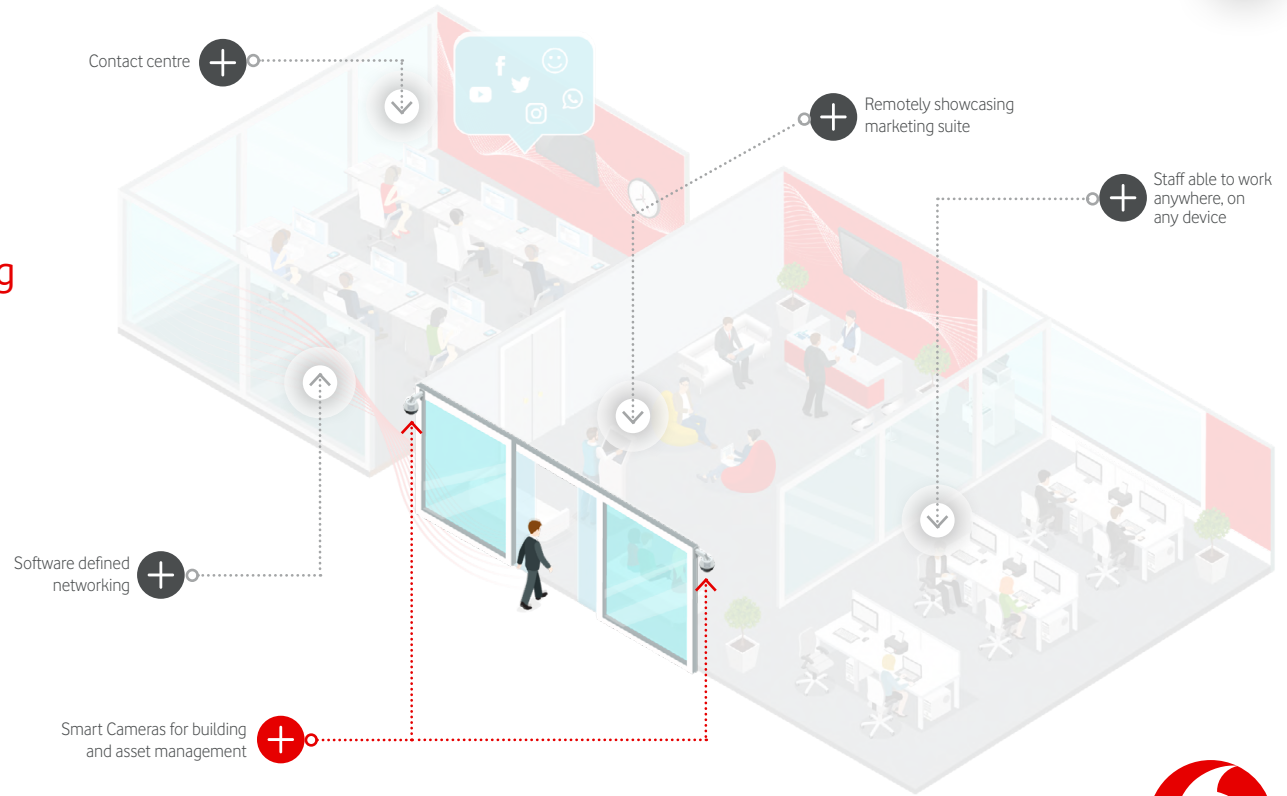 Contact centre
Remotely showcasing
marketing suite
Staff able to work
anywhere, on
any device
g
Software defined
networking
Smart Cameras for building
and asset management